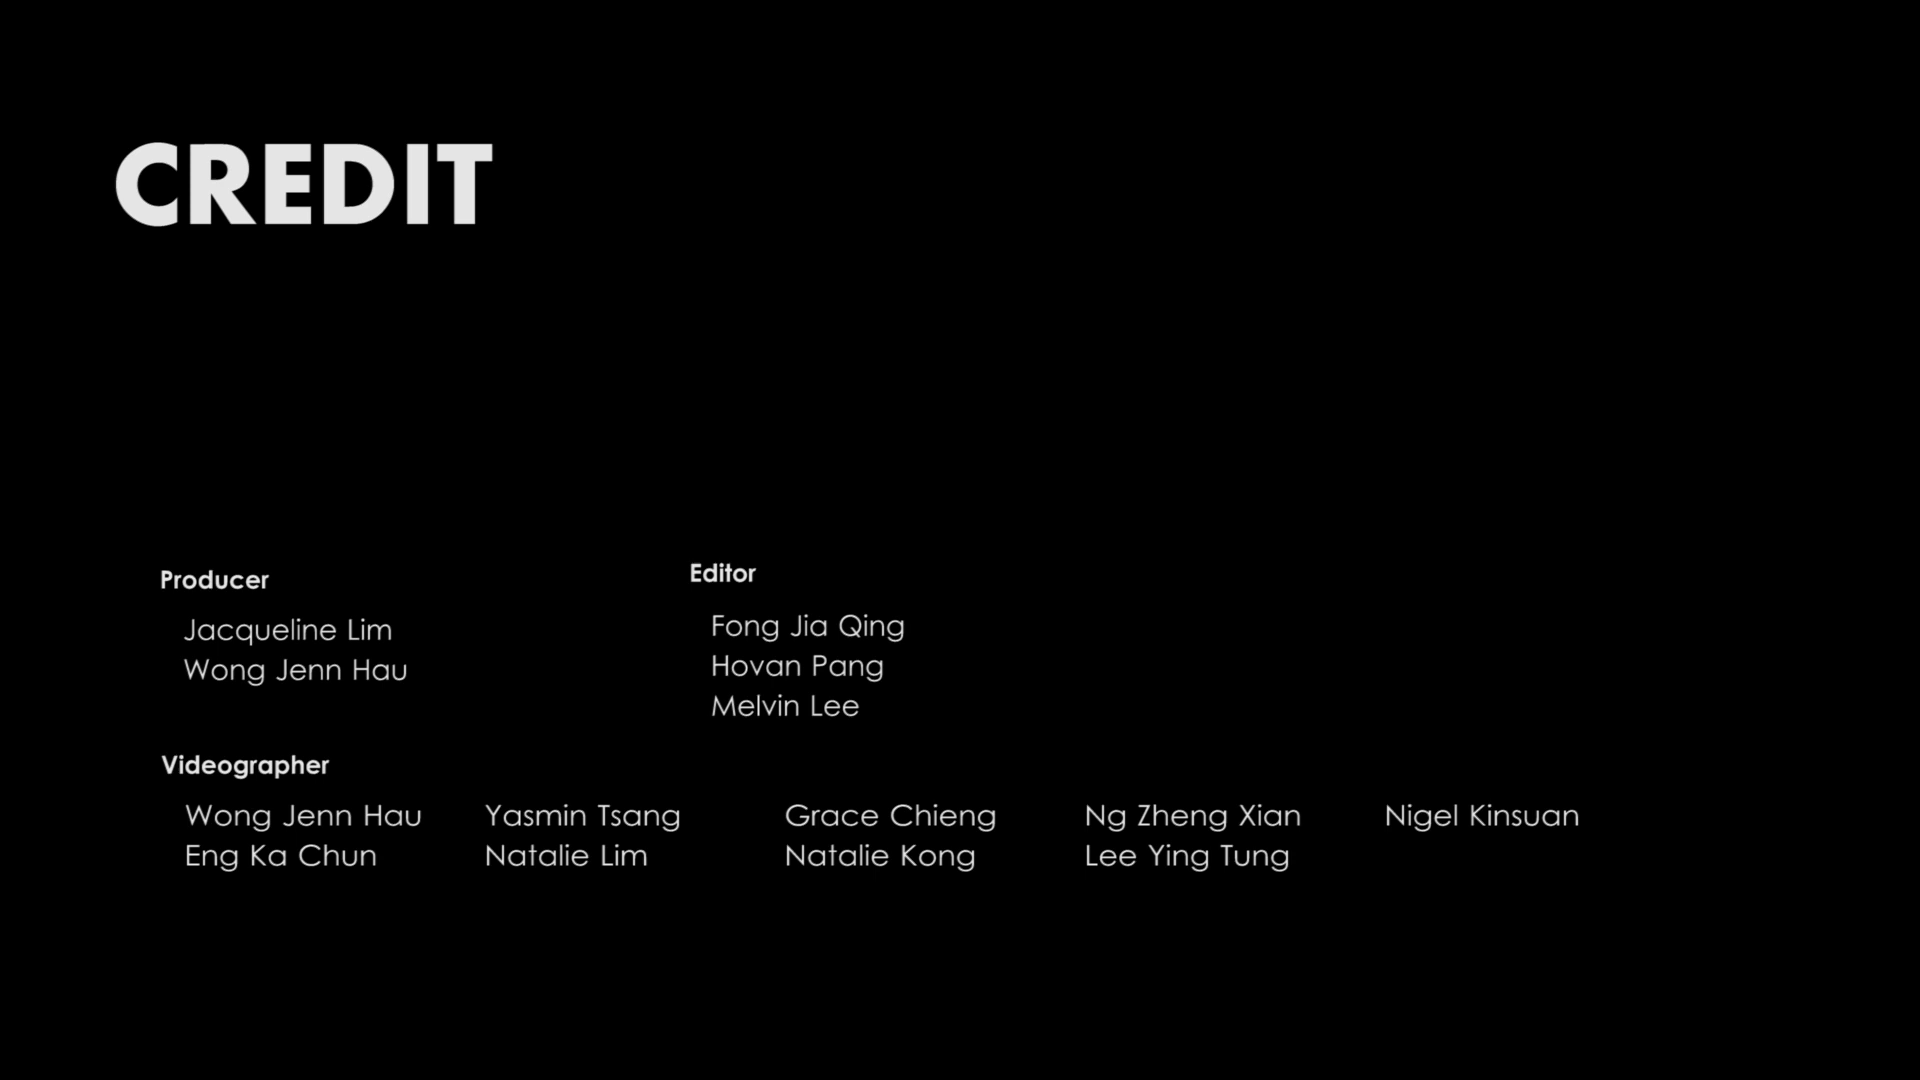 CREDIT
Producer
Jacqueline Lim
Wong Jenn Hau
Editor
Fong Jia Qing
Hovan Pang
Melvin Lee
Videographer
Wong Jenn Hau Yasmin Tsang Grace Chieng Ng Zheng Xian Nigel Kinsuan
Eng Ka Chun Natalie Lim Natalie Kong Lee Ying Tung